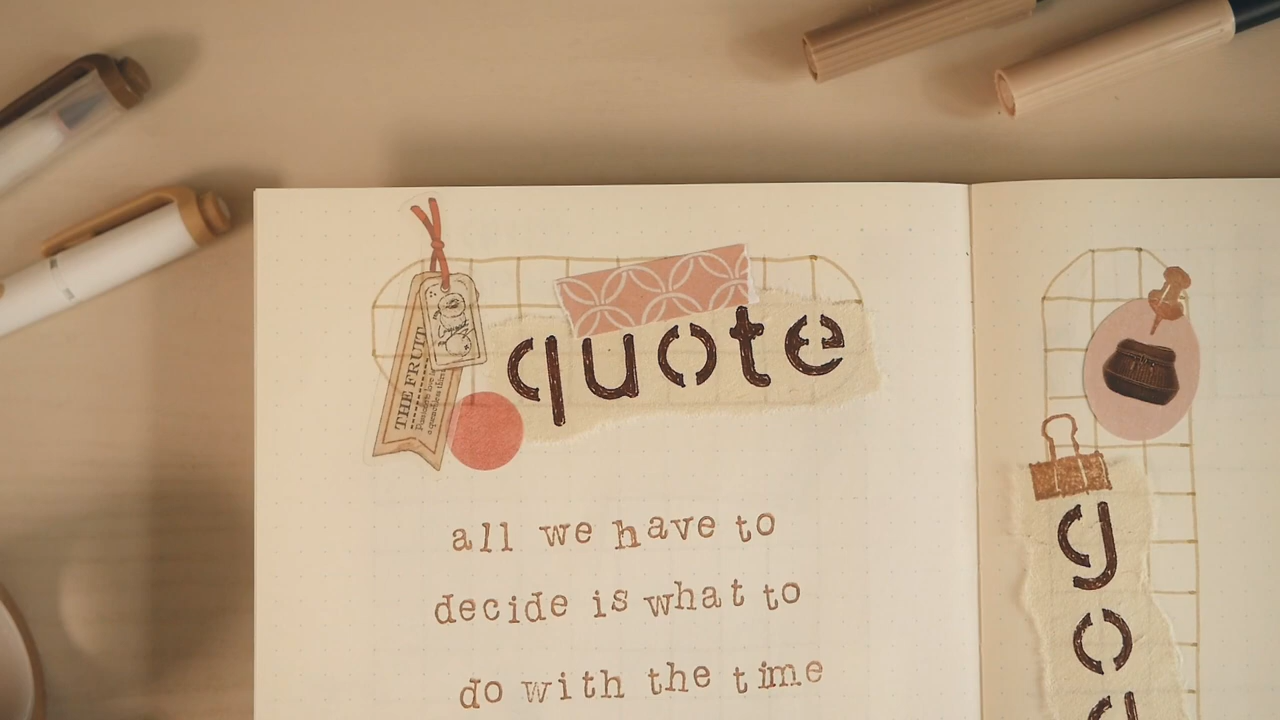 quote
THE FRUIT
all we have to
decide is what to
do with the time
go